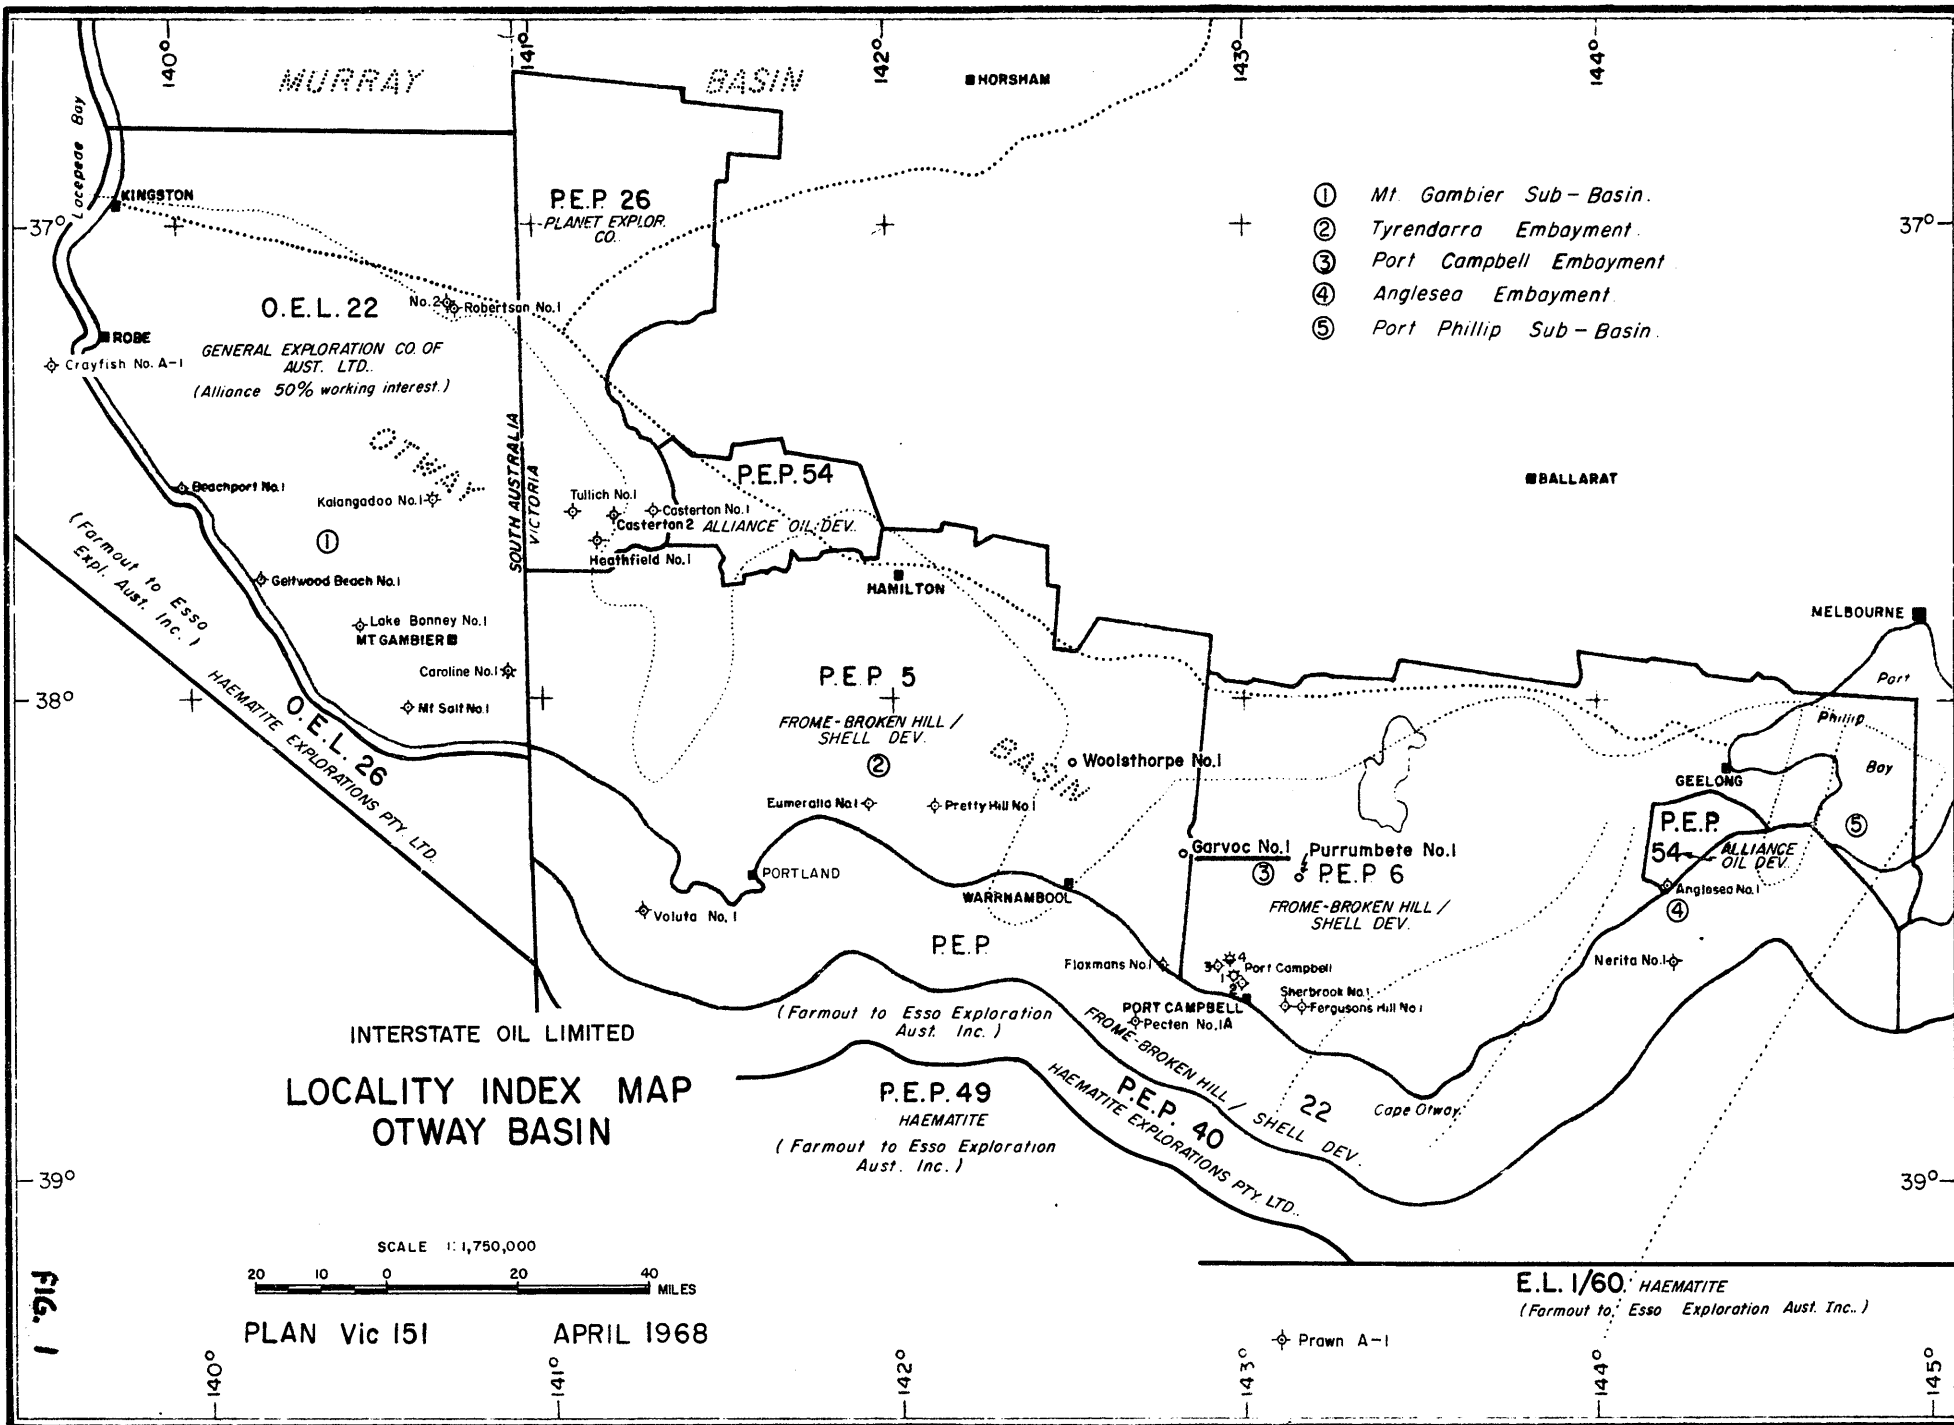 140°
141°
142°
143°
144°
MURRAY BASIN
HORSHAM
Lacepede Bay
KINGSTON
37°
37°
P.E.P. 26
PLANET EXPLOR.
CO.
① Mt. Gambier Sub-Basin.
② Tyrendarra Embayment.
③ Port Campbell Embayment
④ Anglesea Embayment
⑤ Port Phillip Sub-Basin.
O.E.L. 22
No.2
Robertson No.1
ROBE
GENERAL EXPLORATION CO. OF
AUST. LTD.
(Alliance 50% working interest.)
Crayfish No. A-1
OTWAY
SOUTH AUSTRALIA
VICTORIA
P.E.P. 54
ALLIANCE OIL DEV.
BALLARAT
Beachport No.1
Kalangadoo No.1
Tullich No.1
Casterton No.1
Casterton 2
Heathfield No.1
①
(Farmout to Esso
Expl. Aust. Inc.)
Geltwood Beach No.1
HAMILTON
Lake Bonney No.1
MT GAMBIER
MELBOURNE
Caroline No.1
38°
Mt Salt No.1
O.E.L. 26
HAEMATITE EXPLORATIONS PTY. LTD.
P.E.P. 5
FROME-BROKEN HILL /
SHELL DEV.
②
BASIN
Woolsthorpe No.1
Port
Phillip
Bay
GEELONG
Eumeralla No.1
Pretty Hill No.1
P.E.P.
54
ALLIANCE
OIL DEV.
⑤
Garvoc No.1
Purrumbete No.1
③
P.E.P. 6
FROME-BROKEN HILL /
SHELL DEV.
PORTLAND
WARRNAMBOOL
Anglesea No.1
④
Voluta No. 1
P.E.P.
Flaxmans No.1
3
4
1
2
Port Campbell
Nerita No.1
Sherbrook No.1
Fergusons Hill No.1
PORT CAMPBELL
Pecten No.1A
(Farmout to Esso Exploration
Aust. Inc.)
FROME-BROKEN HILL / SHELL DEV.
22
Cape Otway
INTERSTATE OIL LIMITED
LOCALITY INDEX MAP
OTWAY BASIN
P.E.P. 49
HAEMATITE
(Farmout to Esso Exploration
Aust. Inc.)
P.E.P. 40
HAEMATITE EXPLORATIONS PTY. LTD.
39°
39°
SCALE 1:1,750,000
20 10 0 20 40
MILES
E.L. 1/60. HAEMATITE
(Farmout to Esso Exploration Aust. Inc..)
Prawn A-1
PLAN Vic 151 APRIL 1968
FIG. 1
140°
141°
142°
143°
144°
145°